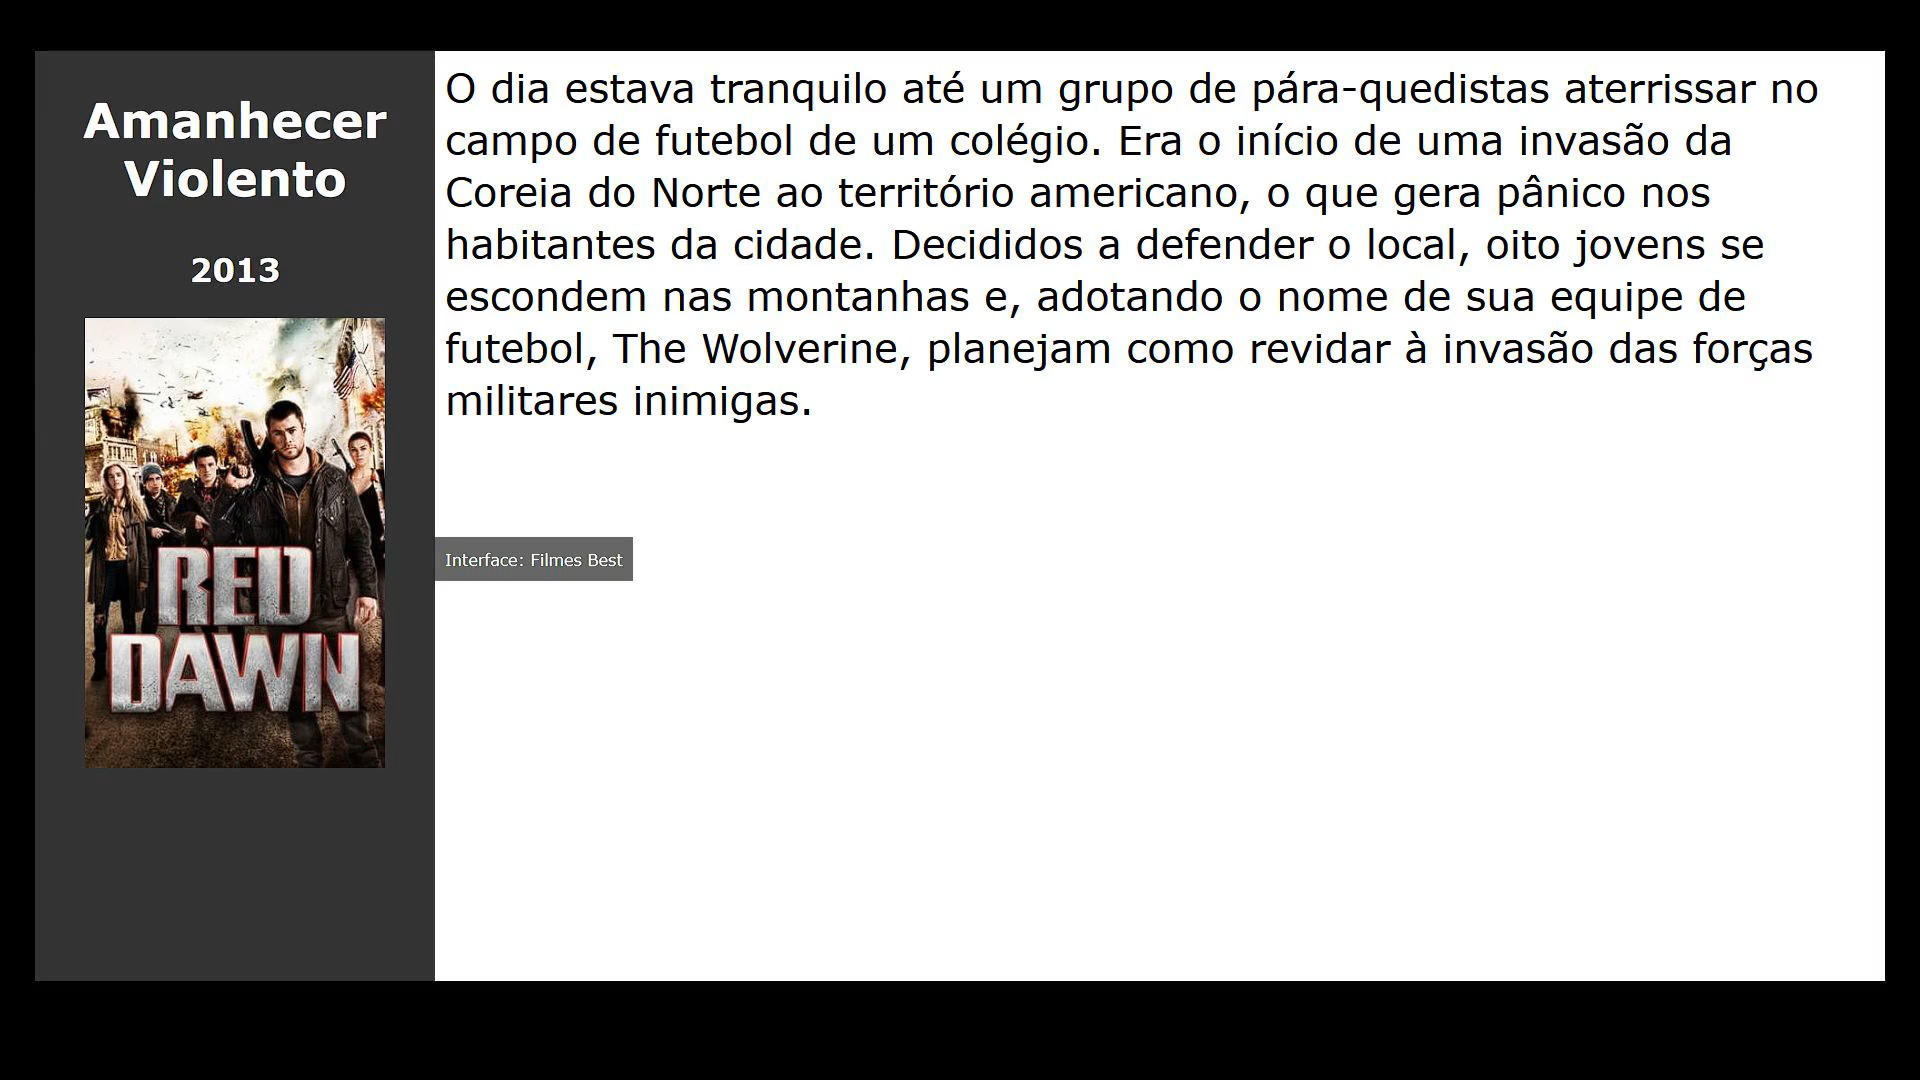 Amanhecer
Violento
2013
RED
DAWN
O dia estava tranquilo até um grupo de pára-quedistas aterrissar no
campo de futebol de um colégio. Era o início de uma invasão da
Coreia do Norte ao território americano, o que gera pânico nos
habitantes da cidade. Decididos a defender o local, oito jovens se
escondem nas montanhas e, adotando o nome de sua equipe de
futebol, The Wolverine, planejam como revidar à invasão das forças
militares inimigas.
Interface: Filmes Best